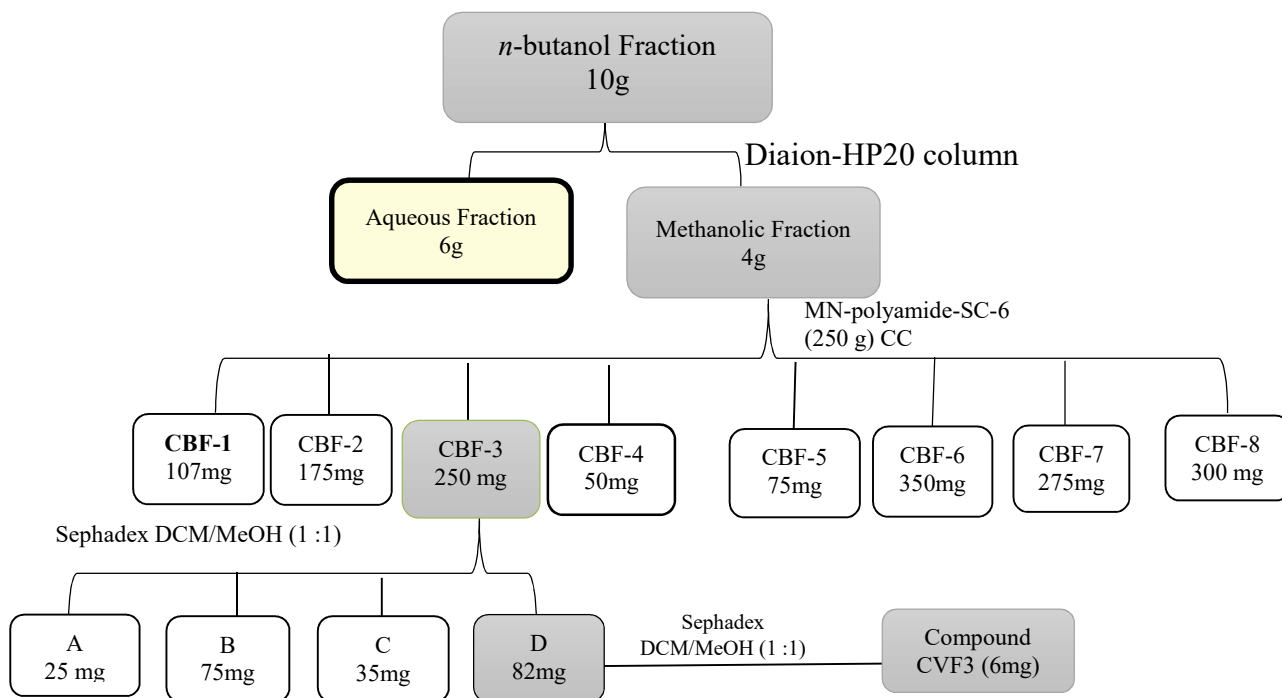 n-butanol Fraction
10g
Diaion-HP20 column
Aqueous Fraction
6g
Methanolic Fraction
4g
MN-polyamide-SC-6
(250 g) CC
CBF-1
107mg
CBF-2
175mg
CBF-3
250 mg
CBF-4
50mg
CBF-5
75mg
CBF-6
350mg
CBF-7
275mg
CBF-8
300 mg
Sephadex DCM/MeOH (1 :1)
A
25 mg
B
75mg
C
35mg
D
82mg
Sephadex
DCM/MeOH (1 :1)
Compound
CVF3 (6mg)